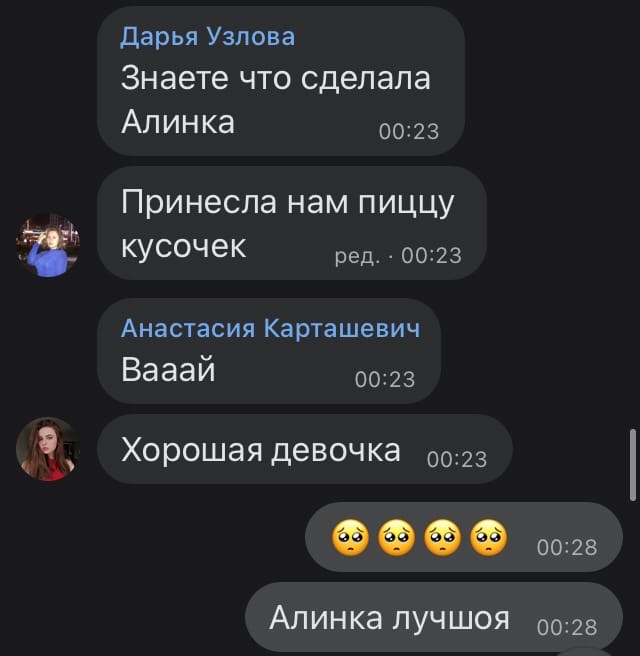 Дарья Узлова
Знаете что сделала
Алинка 00:23
Принесла нам пиццу
кусочек ред. · 00:23
Анастасия Карташевич
Вааай 00:23
Хорошая девочка 00:23
🥺🥺🥺🥺 00:28
Алинка лучшоя 00:28